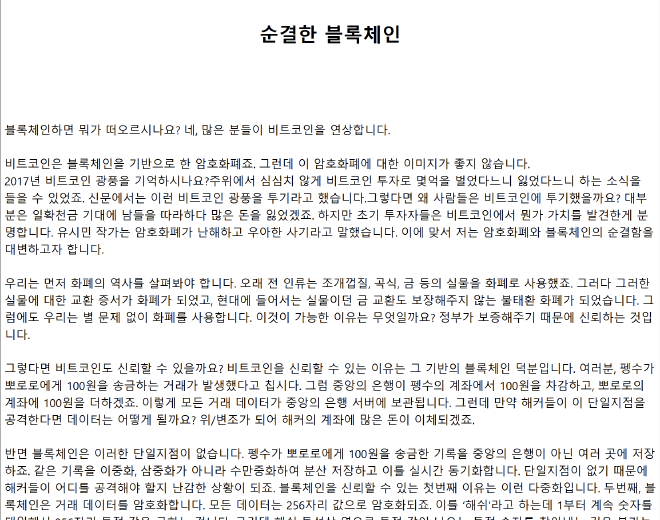 순결한 블록체인
블록체인하면 뭐가 떠오르시나요? 네, 많은 분들이 비트코인을 연상합니다.
비트코인은 블록체인을 기반으로 한 암호화폐죠. 그런데 이 암호화폐에 대한 이미지가 좋지 않습니다.
2017년 비트코인 광풍을 기억하시나요?주위에서 심심치 않게 비트코인 투자로 몇억을 벌었다느니 잃었다느니 하는 소식을
들을 수 있었죠. 신문에서는 이런 비트코인 광풍을 투기라고 했습니다.그렇다면 왜 사람들은 비트코인에 투기했을까요? 대부
분은 일확천금 기대에 남들을 따라하다 많은 돈을 잃었겠죠. 하지만 초기 투자자들은 비트코인에서 뭔가 가치를 발견한게 분
명합니다. 유시민 작가는 암호화폐가 난해하고 우아한 사기라고 말했습니다. 이에 맞서 저는 암호화폐와 블록체인의 순결함을
대변하고자 합니다.
우리는 먼저 화폐의 역사를 살펴봐야 합니다. 오래 전 인류는 조개껍질, 곡식, 금 등의 실물을 화폐로 사용했죠. 그러다 그러한
실물에 대한 교환 증서가 화폐가 되었고, 현대에 들어서는 실물이던 금 교환도 보장해주지 않는 불태환 화폐가 되었습니다. 그
럼에도 우리는 별 문제 없이 화폐를 사용합니다. 이것이 가능한 이유는 무엇일까요? 정부가 보증해주기 때문에 신뢰하는 것입
니다.
그렇다면 비트코인도 신뢰할 수 있을까요? 비트코인을 신뢰할 수 있는 이유는 그 기반의 블록체인 덕분입니다. 여러분, 펭수가
뽀로로에게 100원을 송금하는 거래가 발생했다고 칩시다. 그럼 중앙의 은행이 펭수의 계좌에서 100원을 차감하고, 뽀로로의
계좌에 100원을 더하겠죠. 이렇게 모든 거래 데이터가 중앙의 은행 서버에 보관됩니다. 그런데 만약 해커들이 이 단일지점을
공격한다면 데이터는 어떻게 될까요? 위/변조가 되어 해커의 계좌에 많은 돈이 이체되겠죠.
반면 블록체인은 이러한 단일지점이 없습니다. 펭수가 뽀로로에게 100원을 송금한 기록을 중앙의 은행이 아닌 여러 곳에 저장
하죠. 같은 기록을 이중화, 삼중화가 아니라 수만중화하여 분산 저장하고 이를 실시간 동기화합니다. 단일지점이 없기 때문에
해커들이 어디를 공격해야 할지 난감한 상황이 되죠. 블록체인을 신뢰할 수 있는 첫번째 이유는 이런 다중화입니다. 두번째, 블
록체인은 거래 데이터를 암호화합니다. 모든 데이터는 256자리 값으로 암호화되죠. 이를 '해쉬'라고 하는데 1부터 계속 숫자를